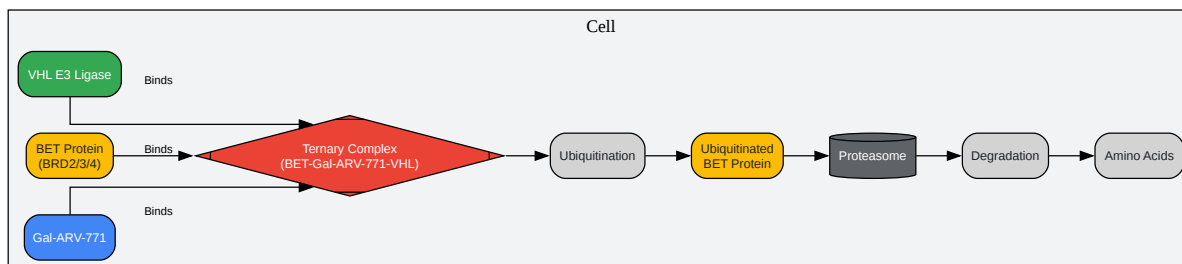 Cell
VHL E3 Ligase
Binds
BET Protein
(BRD2/3/4)
Binds
Ternary Complex
(BET-Gal-ARV-771-VHL)
Ubiquitination
Ubiquitinated
BET Protein
Proteasome
Degradation
Amino Acids
Binds
Gal-ARV-771